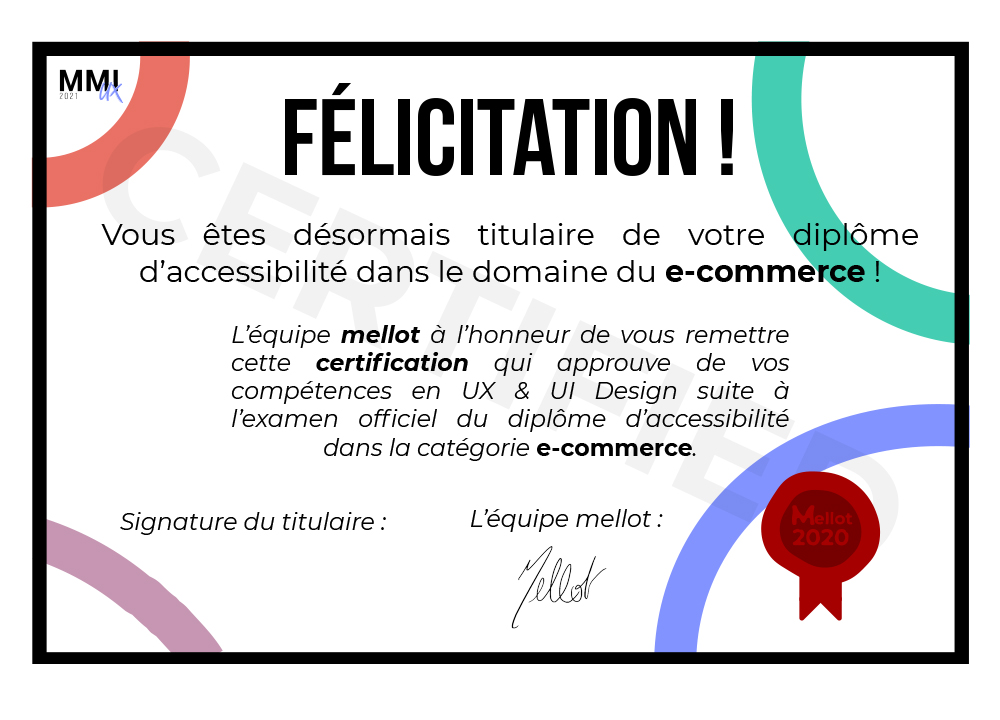 MMI
UX
2021
FÉLICITATION !
CERTIFIED
Vous êtes désormais titulaire de votre diplôme
d’accessibilité dans le domaine du e-commerce !
L’équipe mellot à l’honneur de vous remettre
cette certification qui approuve de vos
compétences en UX & UI Design suite à
l’examen officiel du diplôme d’accessibilité
dans la catégorie e-commerce.
Signature du titulaire :
L’équipe mellot :
Mellot
Mellot
2020